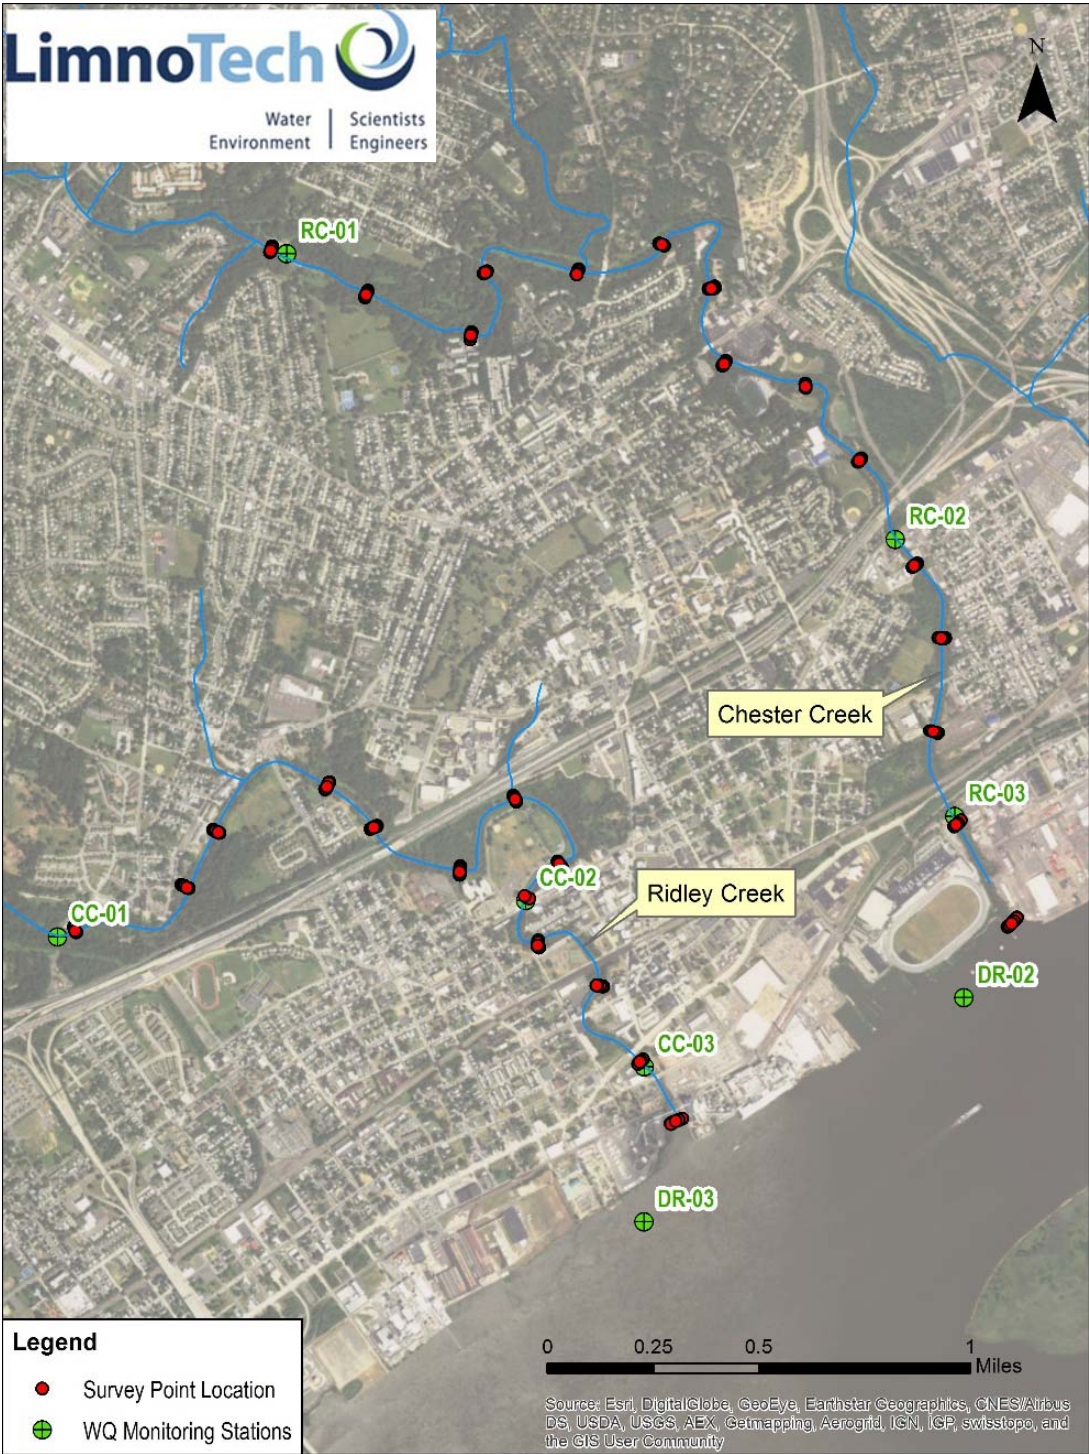 LimnoTech
Water | Scientists
Environment | Engineers
N
RC-01
RC-02
Chester Creek
RC-03
CC-02
Ridley Creek
CC-01
DR-02
CC-03
DR-03
Legend
Survey Point Location
WQ Monitoring Stations
0 0.25 0.5 1
Miles
Source: Esri, DigitalGlobe, GeoEye, Earthstar Geographics, CNES/Airbus
DS, USDA, USGS, AEX, Getmapping, Aerogrid, IGN, IGP, swisstopo, and
the GIS User Community